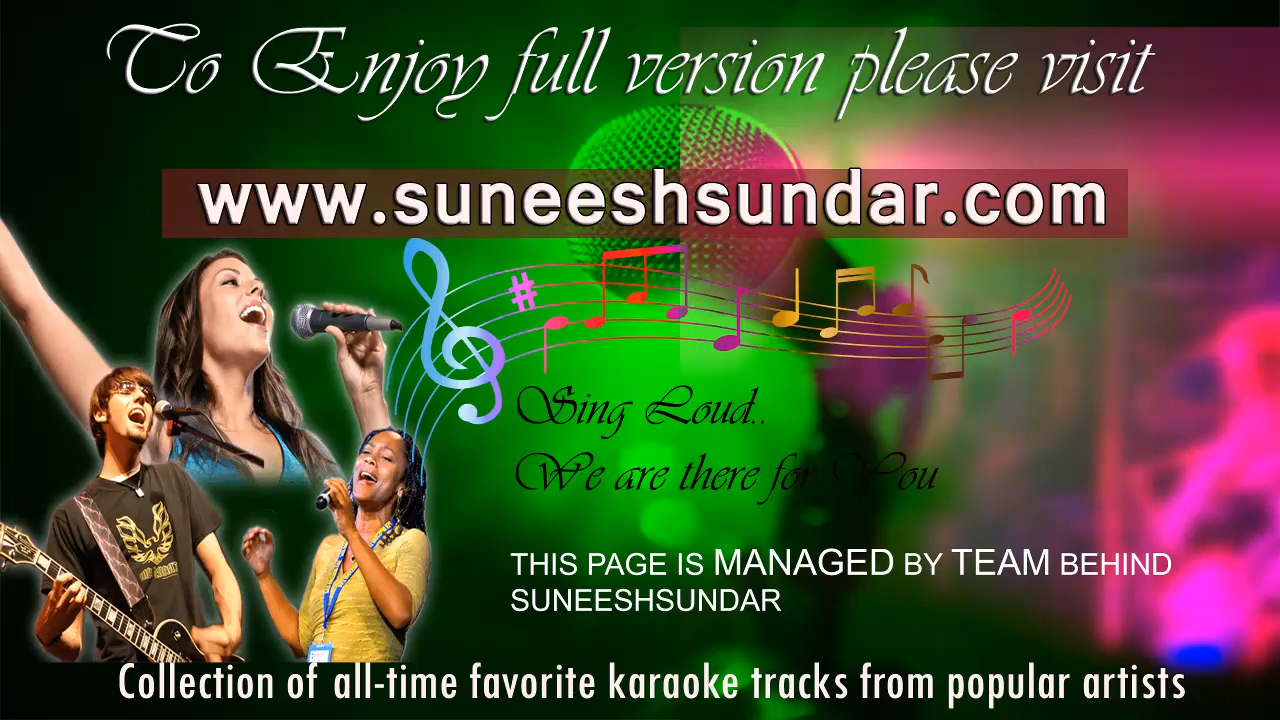 To Enjoy full version please visit
www.suneeshsundar.com
Sing Loud..
We are there for You
THIS PAGE IS MANAGED BY TEAM BEHIND
SUNEESHSUNDAR
Collection of all-time favorite karaoke tracks from popular artists